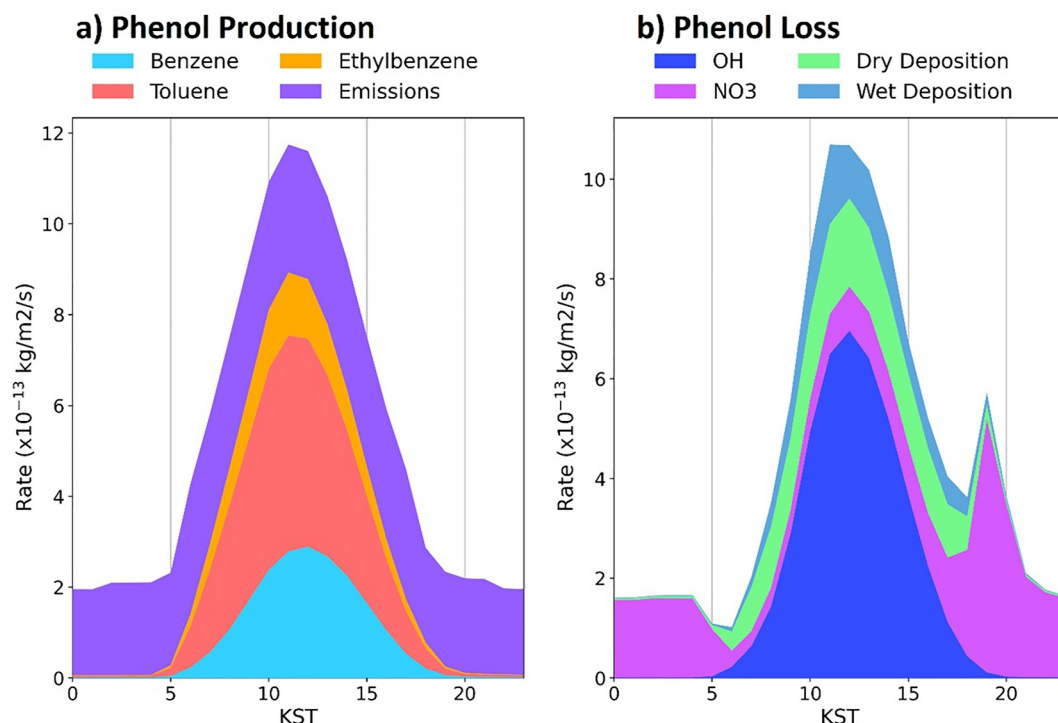 a) Phenol Production
Benzene
Ethylbenzene
Toluene
Emissions
12
10
8
6
4
2
0
Rate (x10⁻¹³ kg/m2/s)
0
5
10
15
20
KST
b) Phenol Loss
OH
Dry Deposition
NO3
Wet Deposition
10
8
6
4
2
0
Rate (x10⁻¹³ kg/m2/s)
0
5
10
15
20
KST